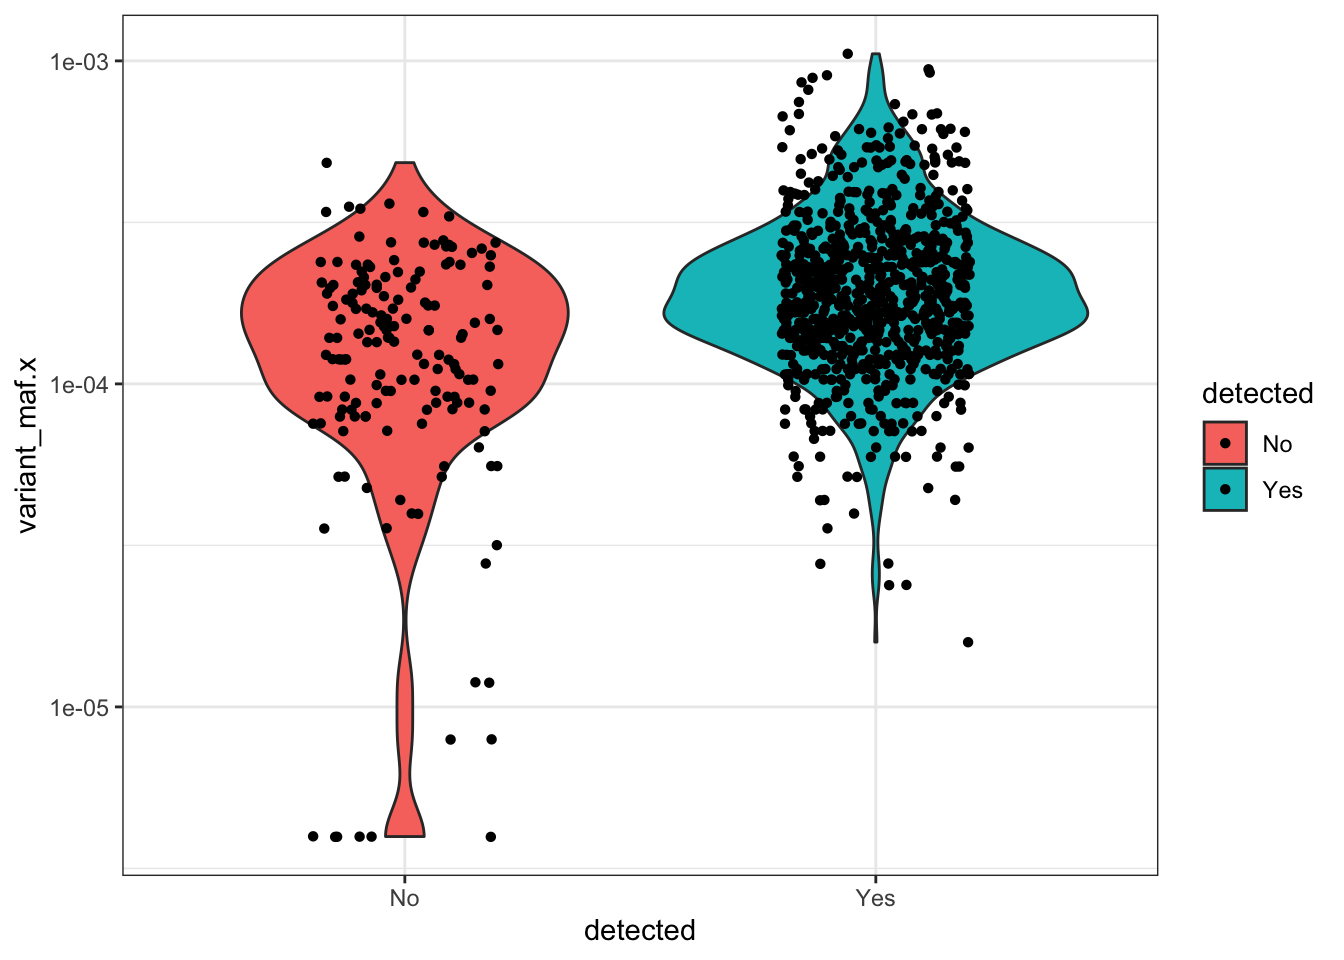 1e-03
1e-04
1e-05
variant_maf.x
No
Yes
detected
detected
No
Yes